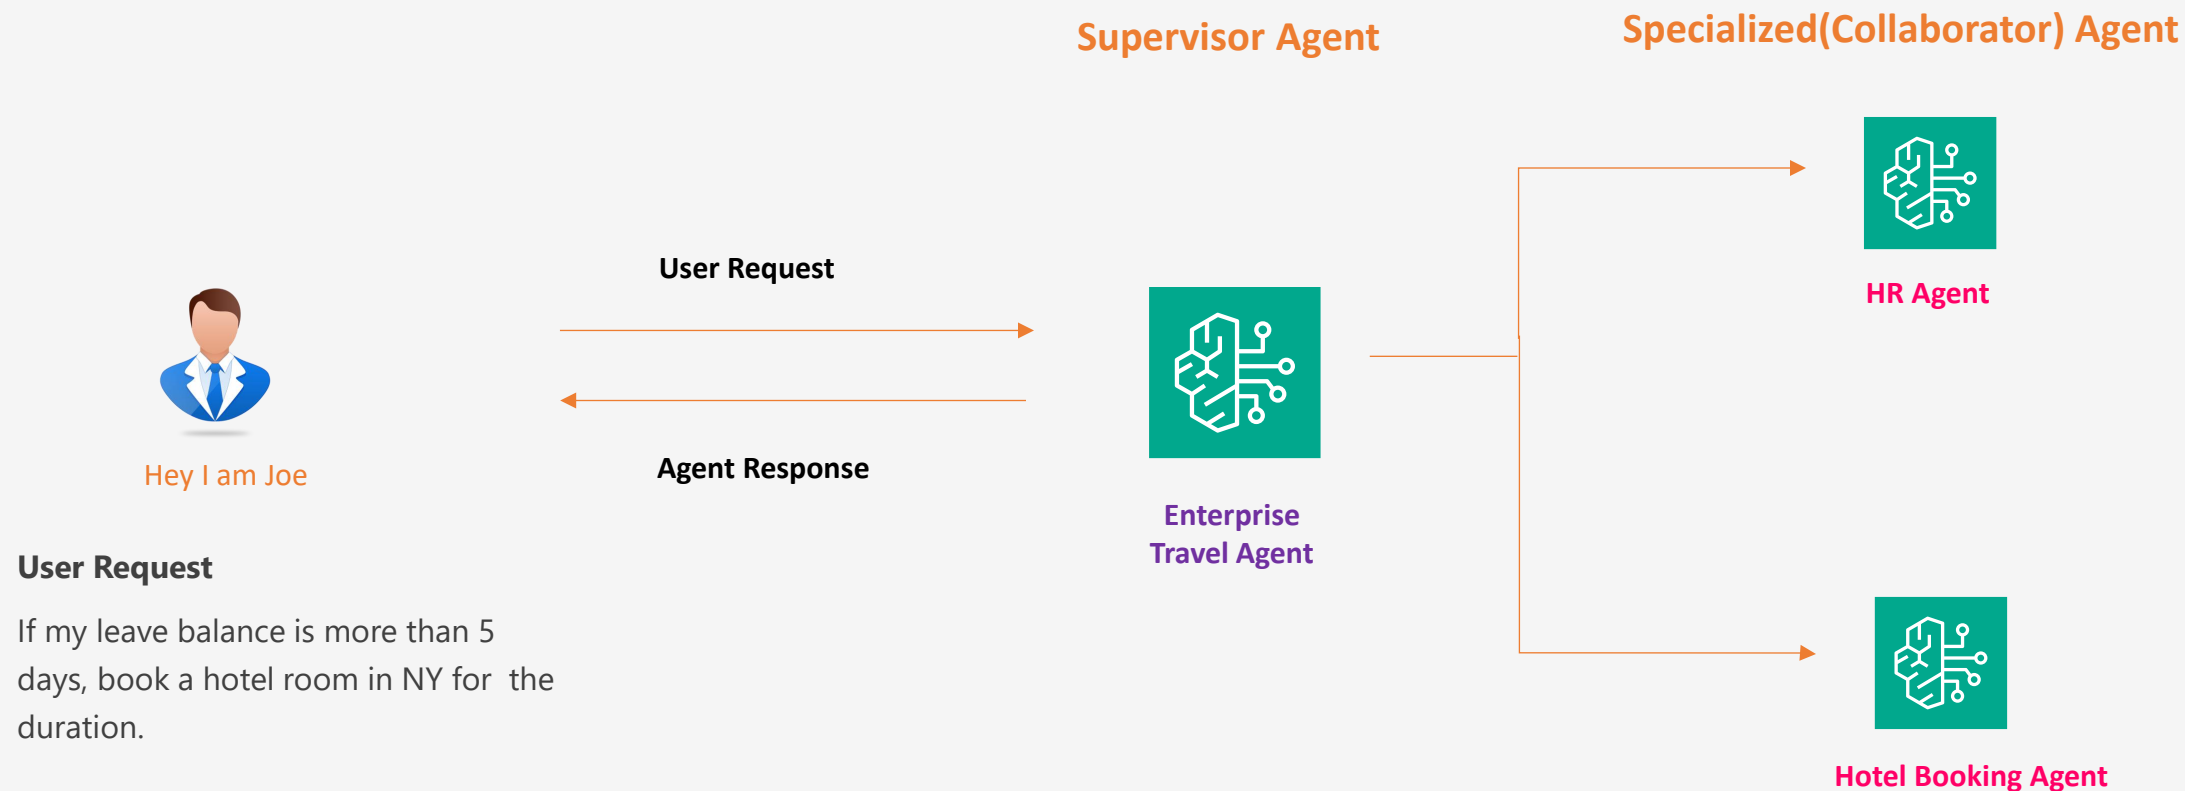 Supervisor Agent
Specialized(Collaborator) Agent
User Request
HR Agent
Hey I am Joe
Agent Response
Enterprise
Travel Agent
User Request
If my leave balance is more than 5
days, book a hotel room in NY for the
duration.
Hotel Booking Agent